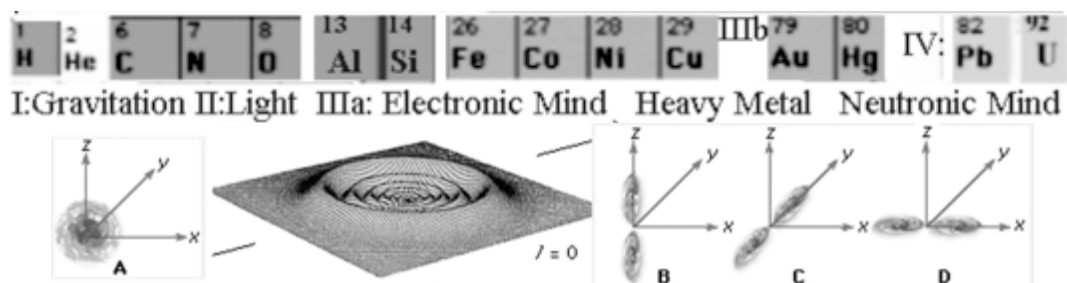 1 2 6 7 8 13 14 26 27 28 29 IIIb 79 80 IV: 82 92
H He C N O Al Si Fe Co Ni Cu Au Hg Pb U
I:Gravitation II:Light IIIa: Electronic Mind Heavy Metal Neutronic Mind
z y x A
l = 0
z y x B
z y x C
z y x D